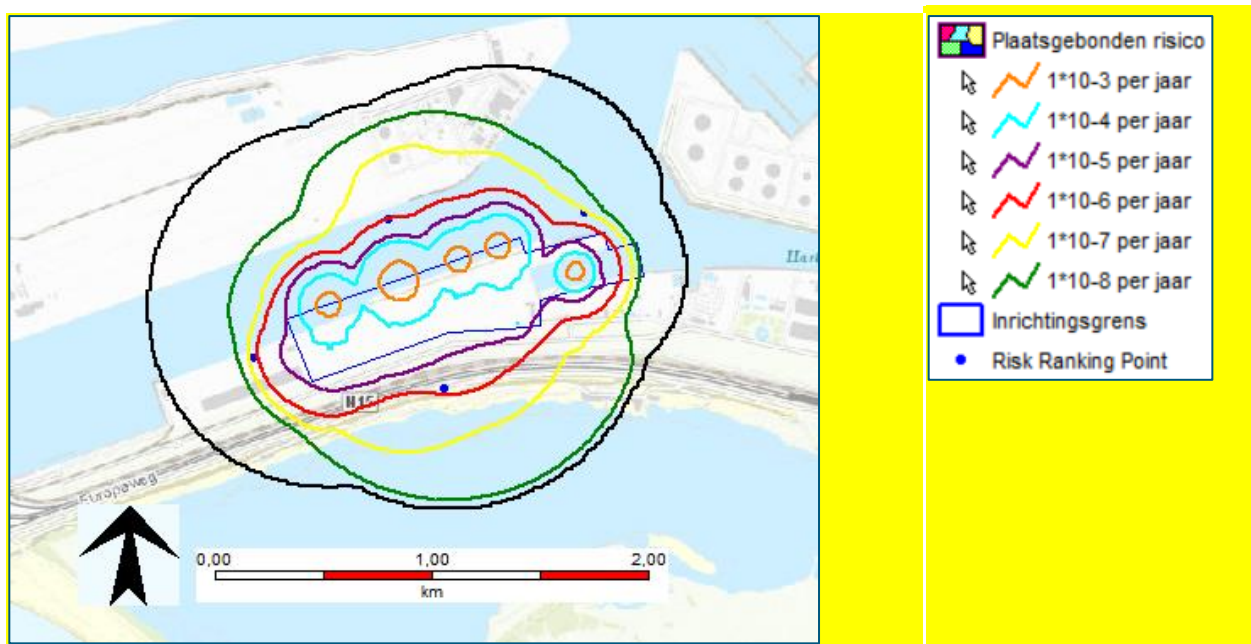 Hart
N15
Europaweg
0,00 1,00 2,00
km
Plaatsgebonden risico
1*10-3 per jaar
1*10-4 per jaar
1*10-5 per jaar
1*10-6 per jaar
1*10-7 per jaar
1*10-8 per jaar
Inrichtingsgrens
Risk Ranking Point